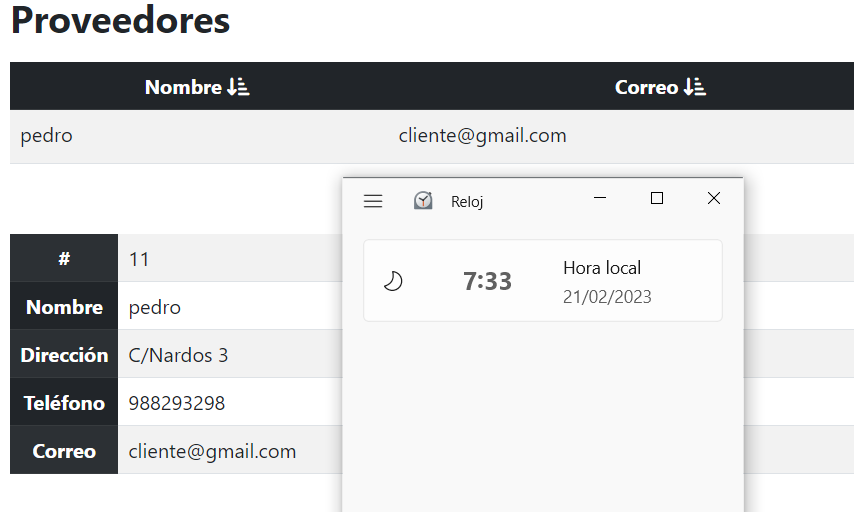 Proveedores
Nombre Correo
pedro cliente@gmail.com
Reloj
7:33 Hora local
21/02/2023
# 11
Nombre pedro
Dirección C/Nardos 3
Teléfono 988293298
Correo cliente@gmail.com